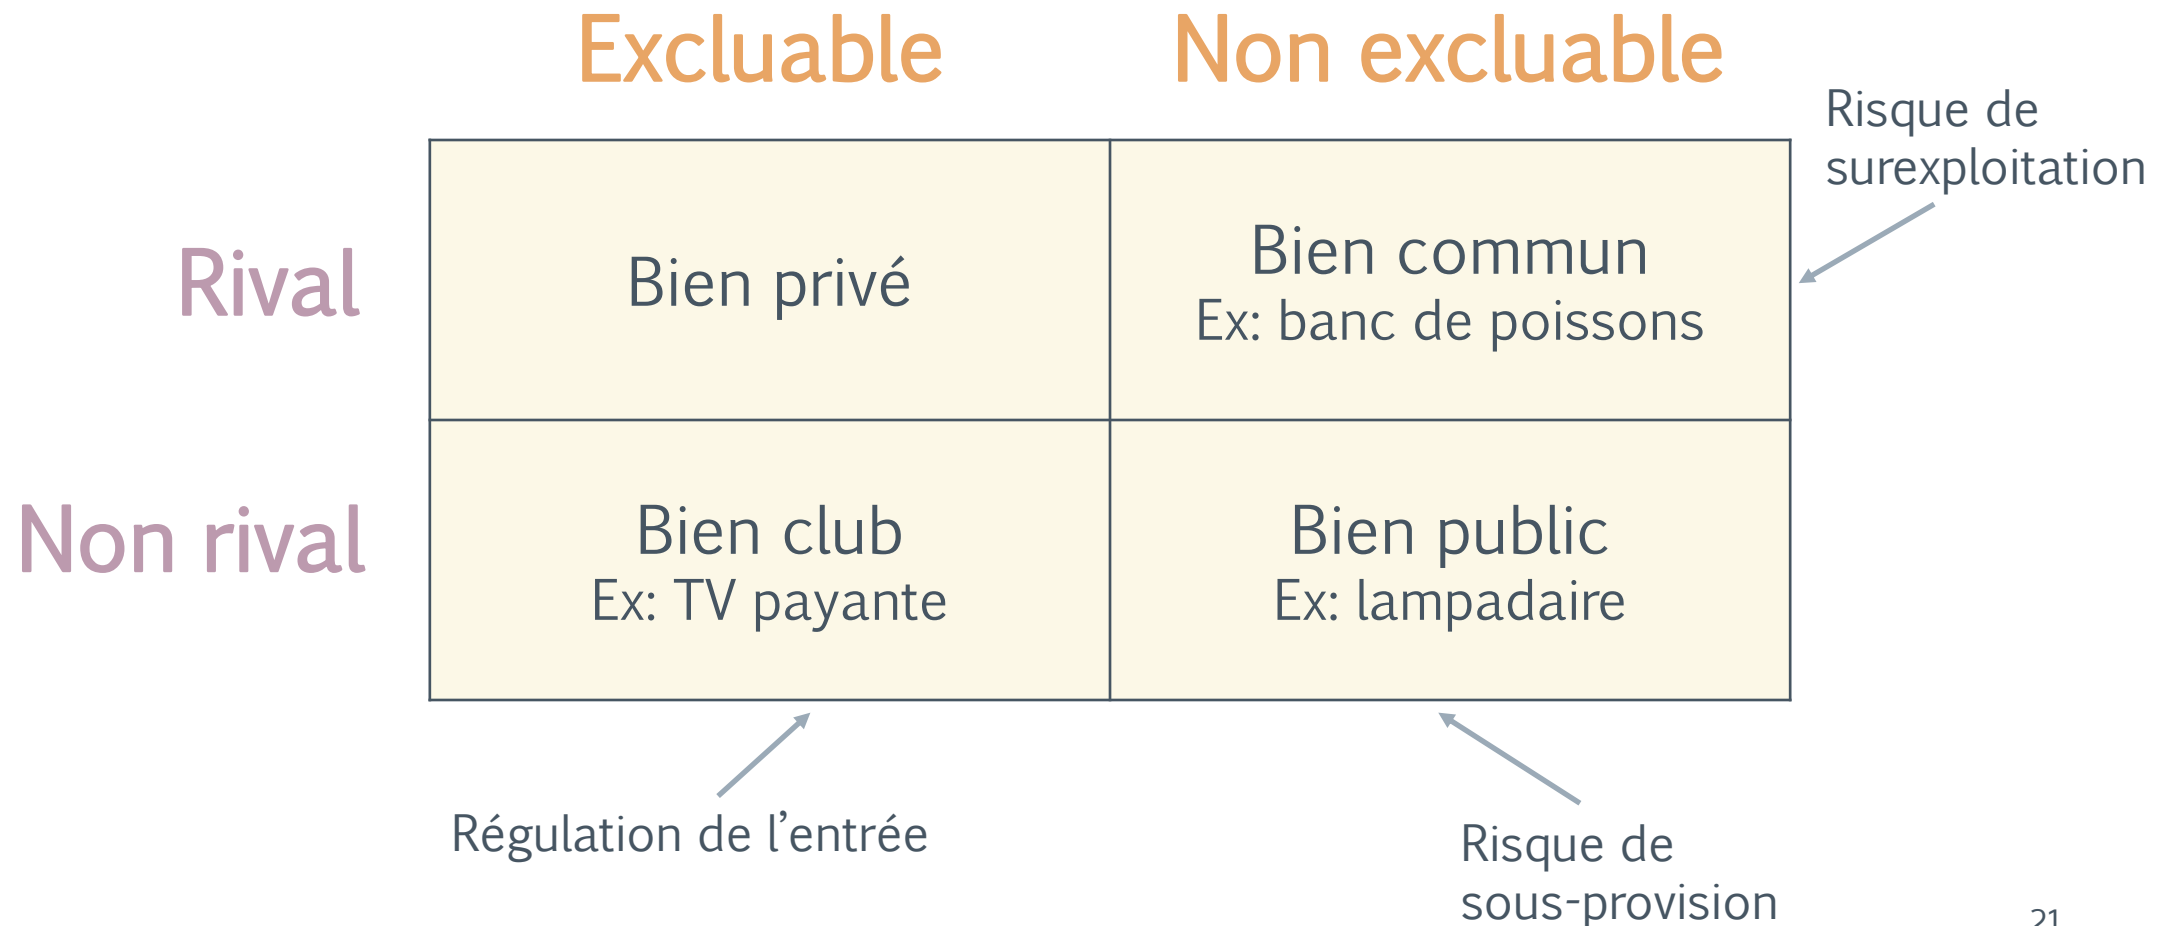 Excluable
Non excluable
Risque de
surexploitation
Rival
Bien privé
Bien commun
Ex: banc de poissons
Non rival
Bien club
Ex: TV payante
Bien public
Ex: lampadaire
Régulation de l’entrée
Risque de
sous-provision
21